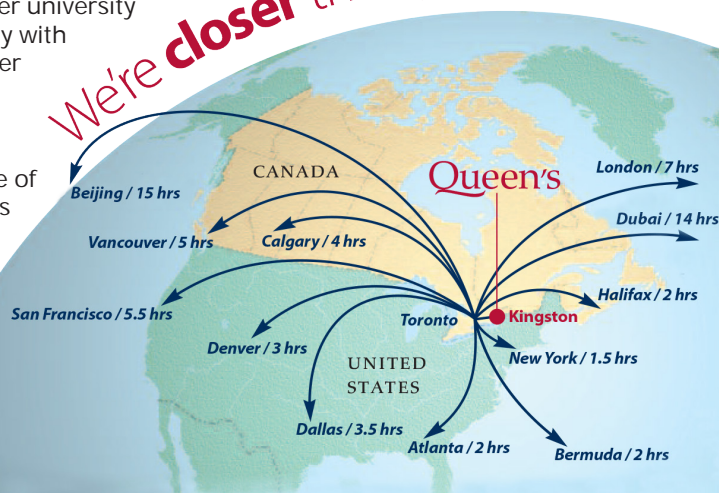 er university
y with
er
e of
s
We're closer
CANADA
Queen's
London / 7 hrs
Beijing / 15 hrs
Dubai / 14 hrs
Vancouver / 5 hrs
Calgary / 4 hrs
Halifax / 2 hrs
San Francisco / 5.5 hrs
Toronto
Kingston
Denver / 3 hrs
New York / 1.5 hrs
UNITED
STATES
Dallas / 3.5 hrs
Atlanta / 2 hrs
Bermuda / 2 hrs